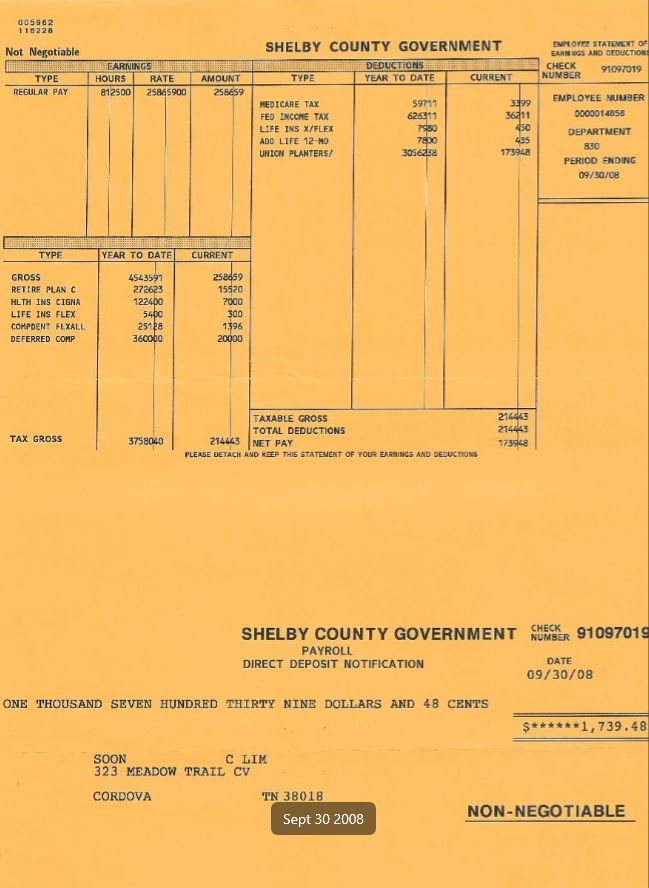 005962
118228
Not Negotiable
SHELBY COUNTY GOVERNMENT
EMPLOYEE STATEMENT OF
EARNINGS AND DEDUCTIONS
EARNINGS
TYPE HOURS RATE AMOUNT
REGULAR PAY 812500 25865900 258659
DEDUCTIONS
TYPE YEAR TO DATE CURRENT
MEDICARE TAX 59711 3399
FED INCOME TAX 626311 36211
LIFE INS X/FLEX 7980 450
ADD LIFE 12-MO 7800 435
UNION PLANTERS/ 3056238 173948
CHECK
NUMBER 91097019
EMPLOYEE NUMBER
0000014856
DEPARTMENT
830
PERIOD ENDING
09/30/08
TYPE YEAR TO DATE CURRENT
GROSS 4543591 258659
RETIRE PLAN C 272623 15520
HLTH INS CIGNA 122400 7000
LIFE INS FLEX 5400 300
COMPDENT FLXALL 25128 1396
DEFERRED COMP 360000 20000
TAX GROSS 3758040 214443
TAXABLE GROSS 214443
TOTAL DEDUCTIONS 214443
NET PAY 173948
PLEASE DETACH AND KEEP THIS STATEMENT OF YOUR EARNINGS AND DEDUCTIONS
SHELBY COUNTY GOVERNMENT
PAYROLL
DIRECT DEPOSIT NOTIFICATION
CHECK
NUMBER 91097019
DATE
09/30/08
ONE THOUSAND SEVEN HUNDRED THIRTY NINE DOLLARS AND 48 CENTS
$******1,739.48
SOON C LIM
323 MEADOW TRAIL CV
CORDOVA TN 38018
Sept 30 2008
NON-NEGOTIABLE